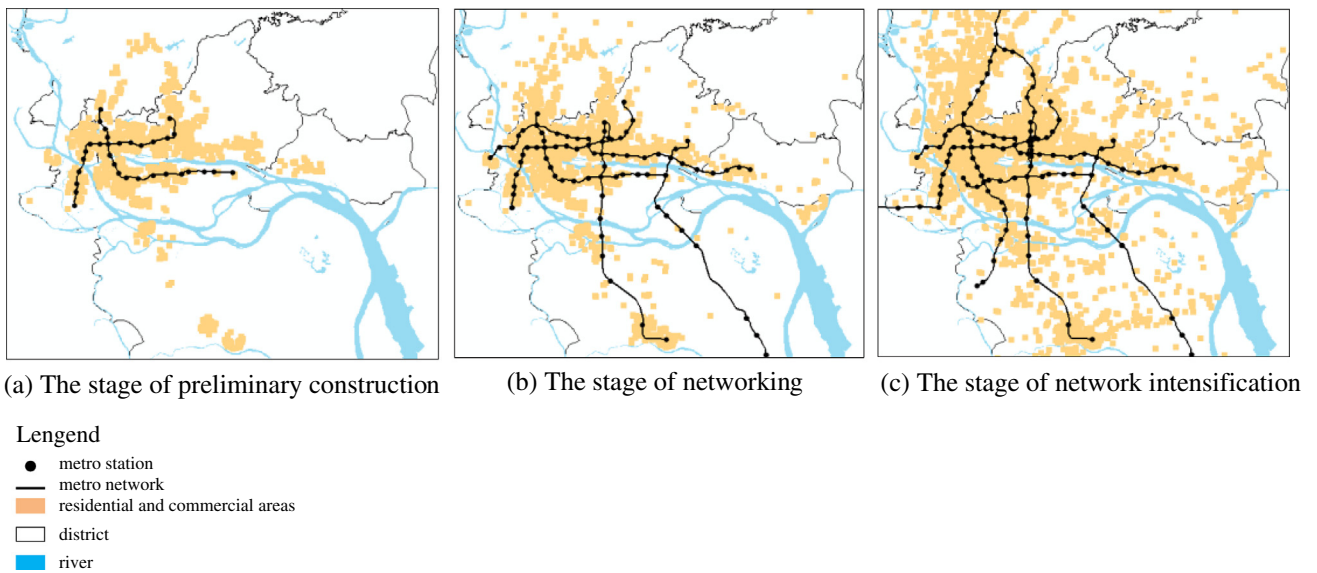 (a) The stage of preliminary construction
(b) The stage of networking
(c) The stage of network intensification
Lengend
metro station
metro network
residential and commercial areas
district
river